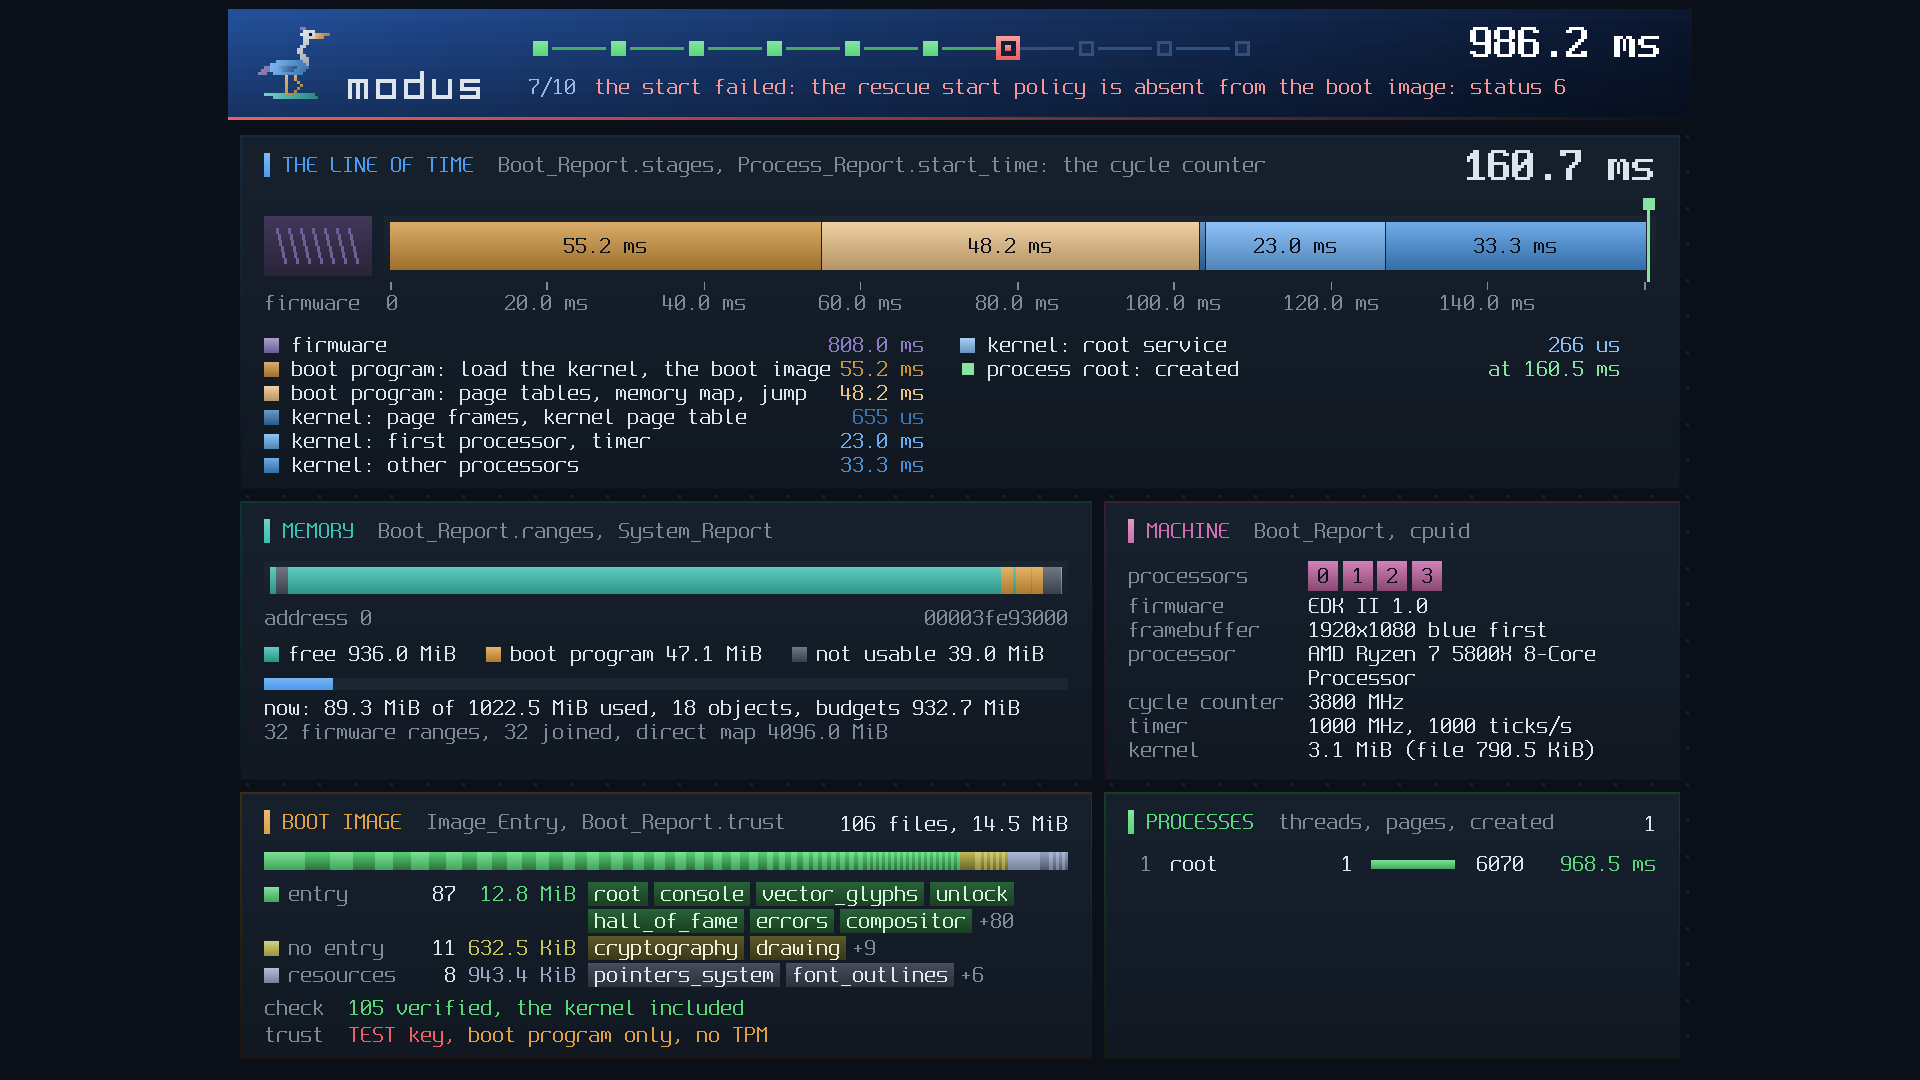 modus
986.2 ms
7/10 the start failed: the rescue start policy is absent from the boot image: status 6
THE LINE OF TIME Boot_Report.stages, Process_Report.start_time: the cycle counter 160.7 ms
55.2 ms 48.2 ms 23.0 ms 33.3 ms
firmware 0 20.0 ms 40.0 ms 60.0 ms 80.0 ms 100.0 ms 120.0 ms 140.0 ms
firmware 808.0 ms
boot program: load the kernel, the boot image 55.2 ms
boot program: page tables, memory map, jump 48.2 ms
kernel: page frames, kernel page table 655 us
kernel: first processor, timer 23.0 ms
kernel: other processors 33.3 ms
kernel: root service 266 us
process root: created at 160.5 ms
MEMORY Boot_Report.ranges, System_Report
address 0 00003fe93000
free 936.0 MiB boot program 47.1 MiB not usable 39.0 MiB
now: 89.3 MiB of 1022.5 MiB used, 18 objects, budgets 932.7 MiB
32 firmware ranges, 32 joined, direct map 4096.0 MiB
MACHINE Boot_Report, cpuid
processors 0 1 2 3
firmware EDK II 1.0
framebuffer 1920x1080 blue first
processor AMD Ryzen 7 5800X 8-Core
Processor
cycle counter 3800 MHz
timer 1000 MHz, 1000 ticks/s
kernel 3.1 MiB (file 790.5 KiB)
BOOT IMAGE Image_Entry, Boot_Report.trust 106 files, 14.5 MiB
entry 87 12.8 MiB root console vector_glyphs unlock
hall_of_fame errors compositor +80
no entry 11 632.5 KiB cryptography drawing +9
resources 8 943.4 KiB pointers_system font_outlines +6
check 105 verified, the kernel included
trust TEST key, boot program only, no TPM
PROCESSES threads, pages, created 1
1 root 1 6070 968.5 ms